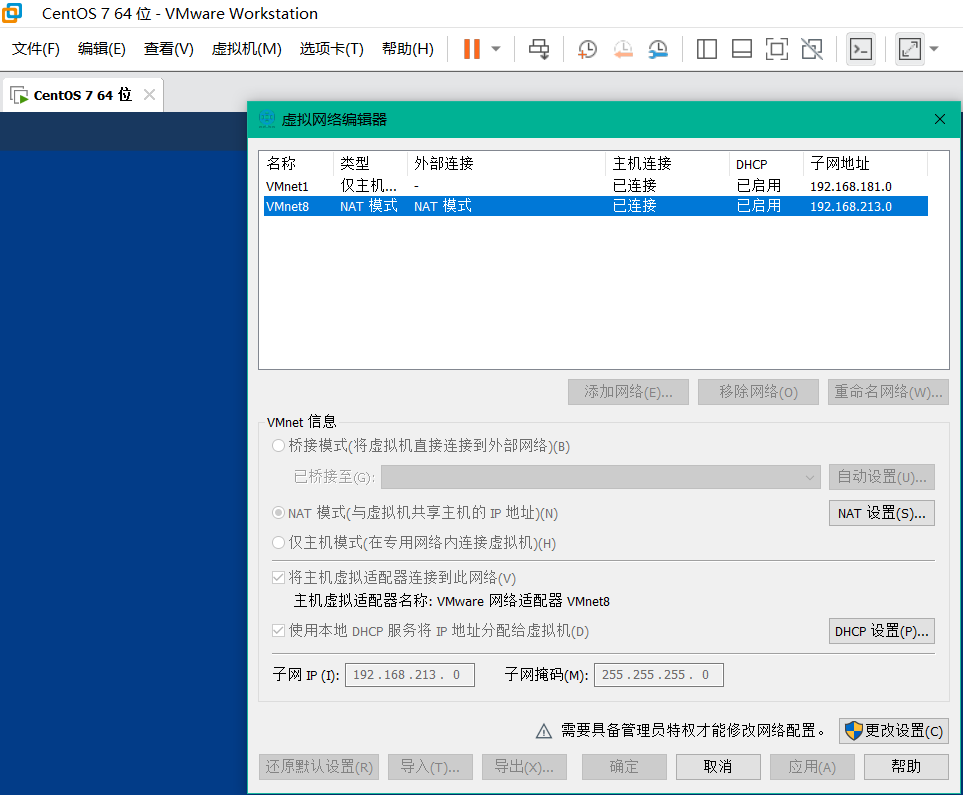 CentOS 7 64 位 - VMware Workstation
文件(F) 编辑(E) 查看(V) 虚拟机(M) 选项卡(T) 帮助(H)
CentOS 7 64 位
虚拟网络编辑器
名称 类型 外部连接 主机连接 DHCP 子网地址
VMnet1 仅主机... - 已连接 已启用 192.168.181.0
VMnet8 NAT 模式 NAT 模式 已连接 已启用 192.168.213.0
添加网络(E)... 移除网络(O) 重命名网络(W)...
VMnet 信息
桥接模式(将虚拟机直接连接到外部网络)(B)
已桥接至(G): 自动设置(U)...
NAT 模式(与虚拟机共享主机的 IP 地址)(N) NAT 设置(S)...
仅主机模式(在专用网络内连接虚拟机)(H)
将主机虚拟适配器连接到此网络(V)
主机虚拟适配器名称: VMware 网络适配器 VMnet8
使用本地 DHCP 服务将 IP 地址分配给虚拟机(D) DHCP 设置(P)...
子网 IP (I): 192.168.213. 0 子网掩码(M): 255.255.255. 0
需要具备管理员特权才能修改网络配置。 更改设置(C)
还原默认设置(R) 导入(T)... 导出(X)... 确定 取消 应用(A) 帮助